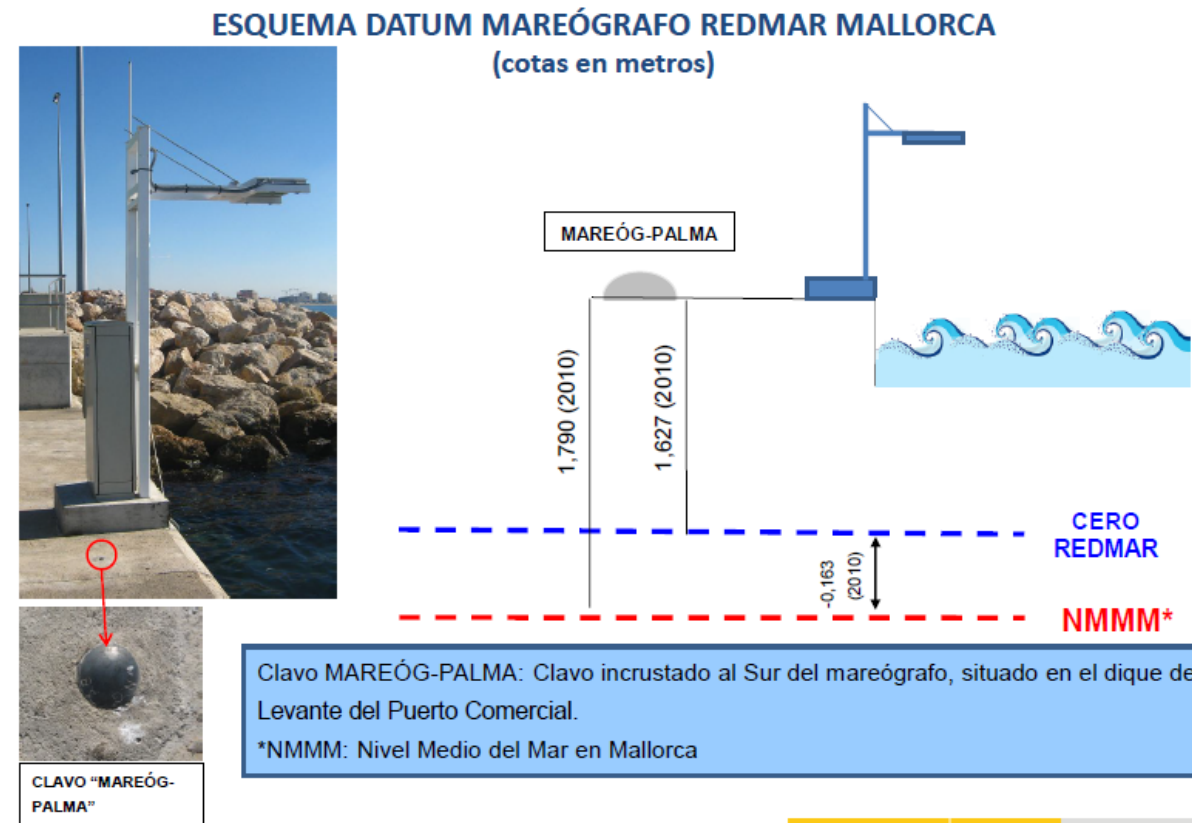 ESQUEMA DATUM MAREÓGRAFO REDMAR MALLORCA
(cotas en metros)
MAREÓG-PALMA
1,790 (2010)
1,627 (2010)
CERO
REDMAR
-0,163
(2010)
NMMM*
Clavo MAREÓG-PALMA: Clavo incrustado al Sur del mareógrafo, situado en el dique de
Levante del Puerto Comercial.
*NMMM: Nivel Medio del Mar en Mallorca
CLAVO “MAREÓG-
PALMA”